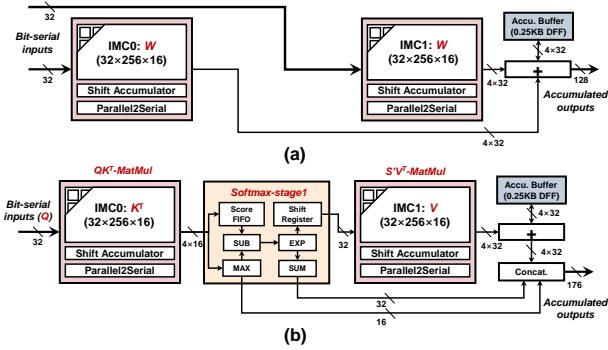 32
Bit-serial
inputs
32
IMC0: W
(32×256×16)
Shift Accumulator
Parallel2Serial
IMC1: W
(32×256×16)
Shift Accumulator
Parallel2Serial
Accu. Buffer
(0.25KB DFF)
4×32
4×32
+
128
Accumulated
outputs
4×32
(a)
QKᵀ-MatMul
Softmax-stage1
S'Vᵀ-MatMul
Bit-serial
inputs (Q)
32
IMC0: Kᵀ
(32×256×16)
Shift Accumulator
Parallel2Serial
4×16
Score
FIFO
Shift
Register
SUB
EXP
MAX
SUM
32
IMC1: V
(32×256×16)
Shift Accumulator
Parallel2Serial
Accu. Buffer
(0.25KB DFF)
4×32
4×32
+
4×32
Concat.
176
32
16
Accumulated
outputs
(b)